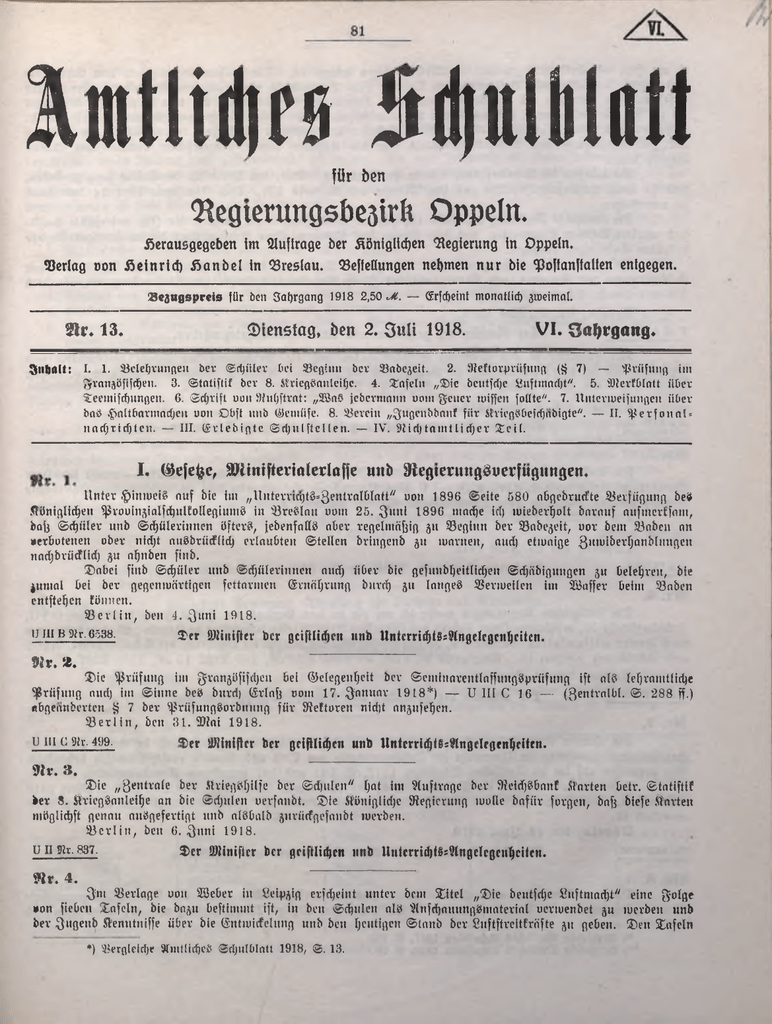 81
VI.
Amtliches Schulblatt
für den
Regierungsbezirk Oppeln.
Herausgegeben im Auftrage der Königlichen Regierung in Oppeln.
Verlag von Heinrich Handel in Breslau. Bestellungen nehmen nur die Postanstalten entgegen.
Bezugspreis für den Jahrgang 1918 2,50 M. — Erscheint monatlich zweimal.
Nr. 13. Dienstag, den 2. Juli 1918. VI. Jahrgang.
Inhalt: I. 1. Belehrungen der Schüler bei Beginn der Badezeit. 2. Rektorprüfung (§ 7) — Prüfung im
Französischen. 3. Statistik der 8. Kriegsanleihe. 4. Tafeln „Die deutsche Luftmacht". 5. Merkblatt über
Teemischungen. 6. Schrift von Ruhstrat: „Was jedermann vom Feuer wissen sollte". 7. Unterweisungen über
das Haltbarmachen von Obst und Gemüse. 8. Verein „Jugenddank für Kriegsbeschädigte". — II. Personal-
nachrichten. — III. Erledigte Schulstellen. — IV. Nichtamtlicher Teil.
I. Gesetze, Ministerialerlasse und Regierungsverfügungen.
Nr. 1.
Unter Hinweis auf die im „Unterrichts-Zentralblatt" von 1896 Seite 580 abgedruckte Verfügung des
Königlichen Provinzialschulkollegiums in Breslau vom 25. Juni 1896 mache ich wiederholt darauf aufmerksam,
daß Schüler und Schülerinnen öfters, jedenfalls aber regelmäßig zu Beginn der Badezeit, vor dem Baden an
verbotenen oder nicht ausdrücklich erlaubten Stellen dringend zu warnen, auch etwaige Zuwiderhandlungen
nachdrücklich zu ahnden sind.
Dabei sind Schüler und Schülerinnen auch über die gesundheitlichen Schädigungen zu belehren, die
zumal bei der gegenwärtigen fettarmen Ernährung durch zu langes Verweilen im Wasser beim Baden
entstehen können.
Berlin, den 4. Juni 1918.
U III B Nr. 6538. Der Minister der geistlichen und Unterrichts-Angelegenheiten.
Nr. 2.
Die Prüfung im Französischen bei Gelegenheit der Seminarentlassungsprüfung ist als lehramtliche
Prüfung auch im Sinne des durch Erlaß vom 17. Januar 1918*) — U III C 16 — (Zentralbl. S. 288 ff.)
abgeänderten § 7 der Prüfungsordnung für Rektoren nicht anzusehen.
Berlin, den 31. Mai 1918.
U III C Nr. 499. Der Minister der geistlichen und Unterrichts-Angelegenheiten.
Nr. 3.
Die „Zentrale der Kriegshilfe der Schulen" hat im Auftrage der Reichsbank Karten betr. Statistik
der 8. Kriegsanleihe an die Schulen versandt. Die Königliche Regierung wolle dafür sorgen, daß diese Karten
möglichst genau ausgefertigt und alsbald zurückgesandt werden.
Berlin, den 6. Juni 1918.
U II Nr. 837. Der Minister der geistlichen und Unterrichts-Angelegenheiten.
Nr. 4.
Im Verlage von Weber in Leipzig erscheint unter dem Titel „Die deutsche Luftmacht" eine Folge
von sieben Tafeln, die dazu bestimmt ist, in den Schulen als Anschauungsmaterial verwendet zu werden und
der Jugend Kenntnisse über die Entwickelung und den heutigen Stand der Luftstreitkräfte zu geben. Den Tafeln
*) Vergleiche Amtliches Schulblatt 1918, S. 13.